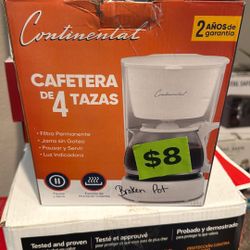 Continental
2 AÑOS de
garantía
CAFETERA
DE 4 TAZAS
• Filtro Permanente
• Jarra sin Goteo
• Pausar y Servir
• Luz Indicadora
Continental
$8
Broken Pot
Tested and proven
Testé et approuvé
Probado y demostrado